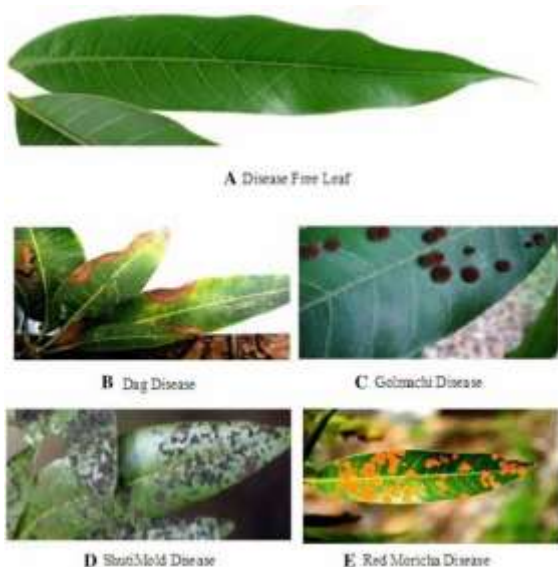 A Disease Free Leaf
B Dag Disease
C Golmachi Disease
D ShutiMold Disease
E Red Moricha Disease